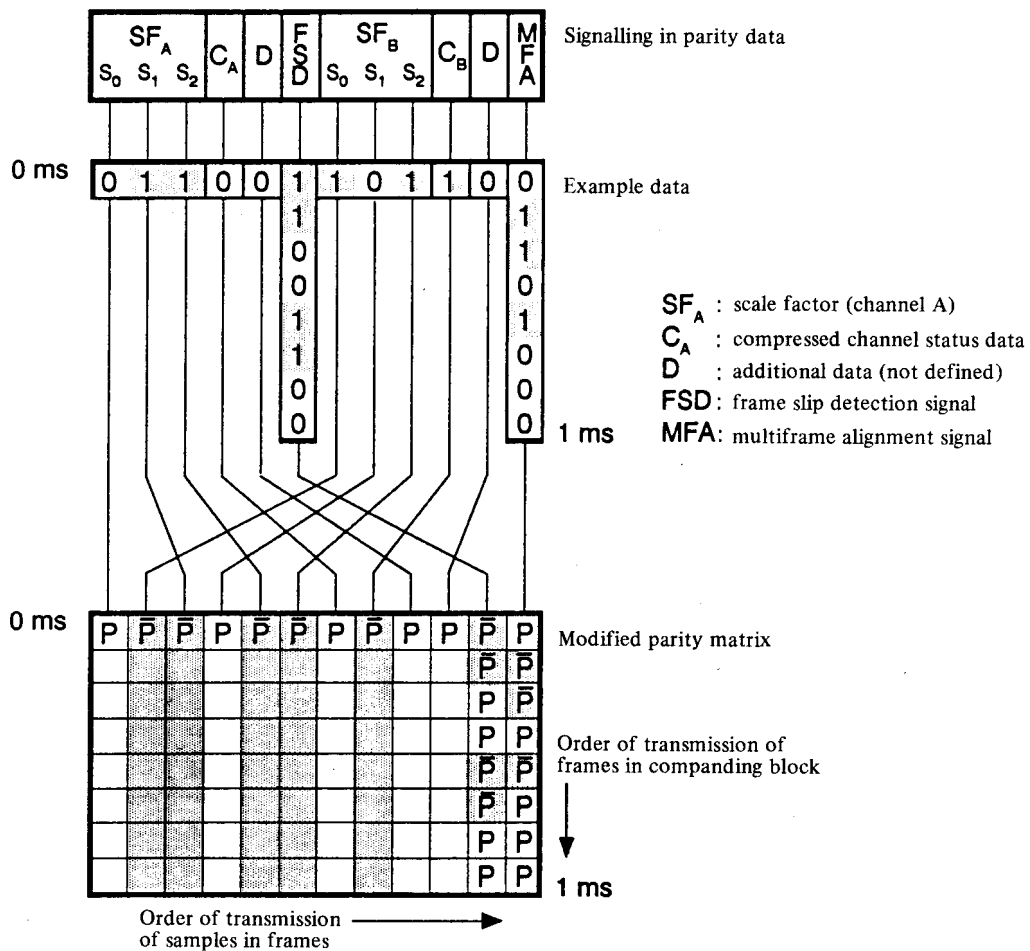 SF_A C_A D FSD SF_B C_B D MFA
S_0 S_1 S_2 S_0 S_1 S_2
Signalling in parity data
0 ms
0 1 1 0 0 1 1 0 1 1 0 0
Example data
1 1
0 1
0 0
1 1
1 0
0 0
0 0
1 ms
SF_A : scale factor (channel A)
C_A : compressed channel status data
D : additional data (not defined)
FSD : frame slip detection signal
MFA : multiframe alignment signal
0 ms
P P̅ P̅ P P̅ P̅ P P̅ P P P̅ P
Modified parity matrix
P̅ P̅
P P̅
P P
P̅ P̅
P̅ P
P P
P P
Order of transmission of
frames in companding block
1 ms
Order of transmission
of samples in frames